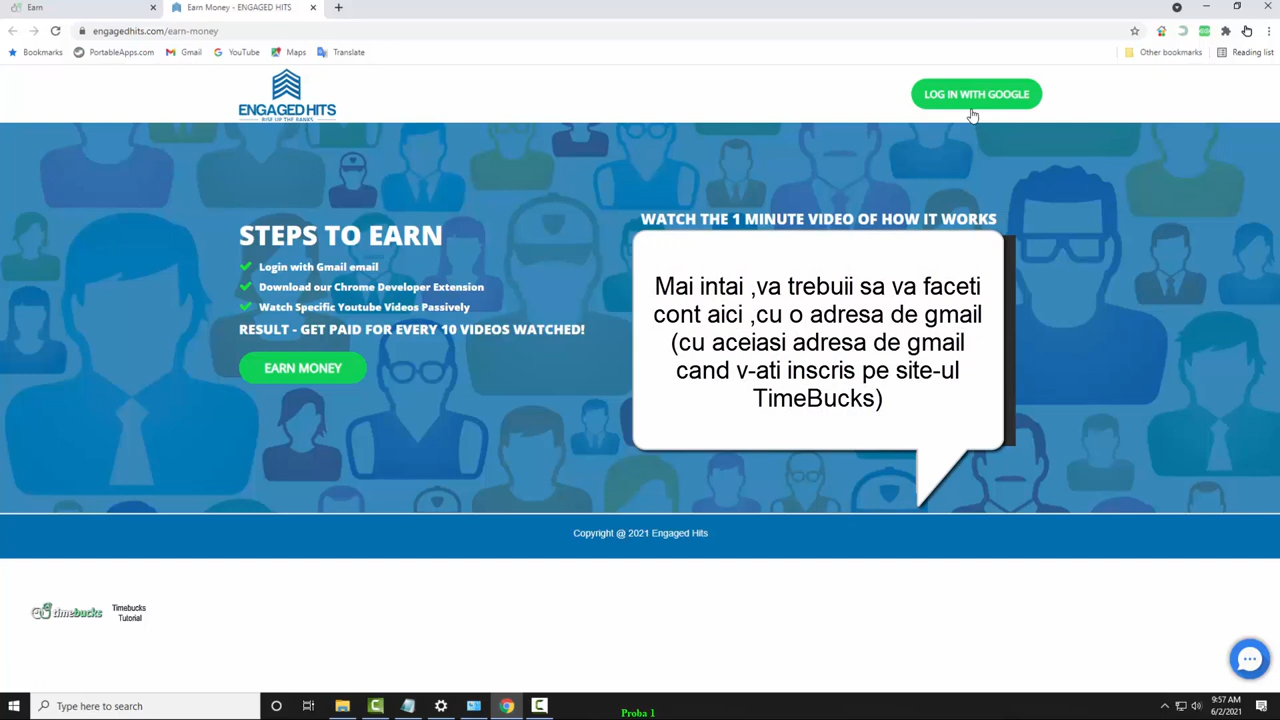 Earn
Earn Money - ENGAGED HITS
engagedhits.com/earn-money
Bookmarks
PortableApps.com
Gmail
YouTube
Maps
Translate
Other bookmarks
Reading list
ENGAGED HITS
RISE UP THE RANKS
LOG IN WITH GOOGLE
STEPS TO EARN
Login with Gmail email
Download our Chrome Developer Extension
Watch Specific Youtube Videos Passively
RESULT - GET PAID FOR EVERY 10 VIDEOS WATCHED!
EARN MONEY
WATCH THE 1 MINUTE VIDEO OF HOW IT WORKS
Mai intai ,va trebuii sa va faceti
cont aici ,cu o adresa de gmail
(cu aceiasi adresa de gmail
cand v-ati inscris pe site-ul
TimeBucks)
Copyright @ 2021 Engaged Hits
timebucks
Timebucks
Tutorial
Type here to search
9:57 AM
6/2/2021
Proba 1